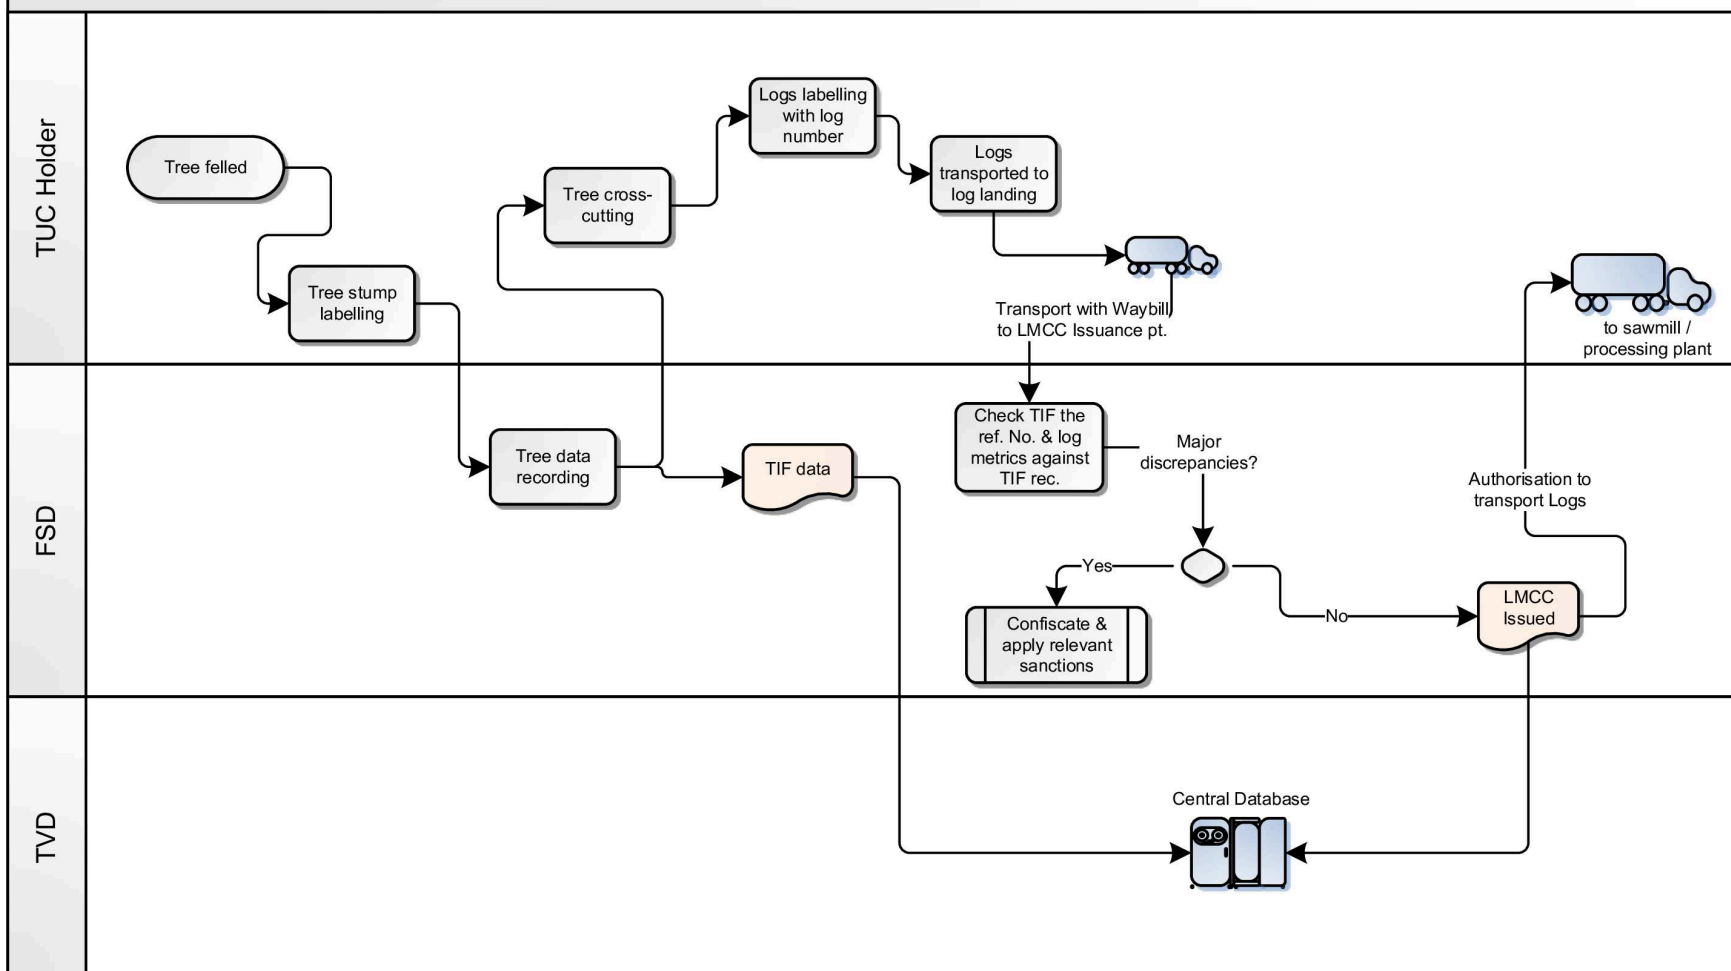 TUC Holder
Tree felled
Tree stump
labelling
Tree cross-
cutting
Logs labelling
with log
number
Logs
transported to
log landing
Transport with Waybill
to LMCC Issuance pt.
to sawmill /
processing plant
FSD
Tree data
recording
TIF data
Check TIF the
ref. No. & log
metrics against
TIF rec.
Major
discrepancies?
Yes
No
Confiscate &
apply relevant
sanctions
LMCC
Issued
Authorisation to
transport Logs
TVD
Central Database